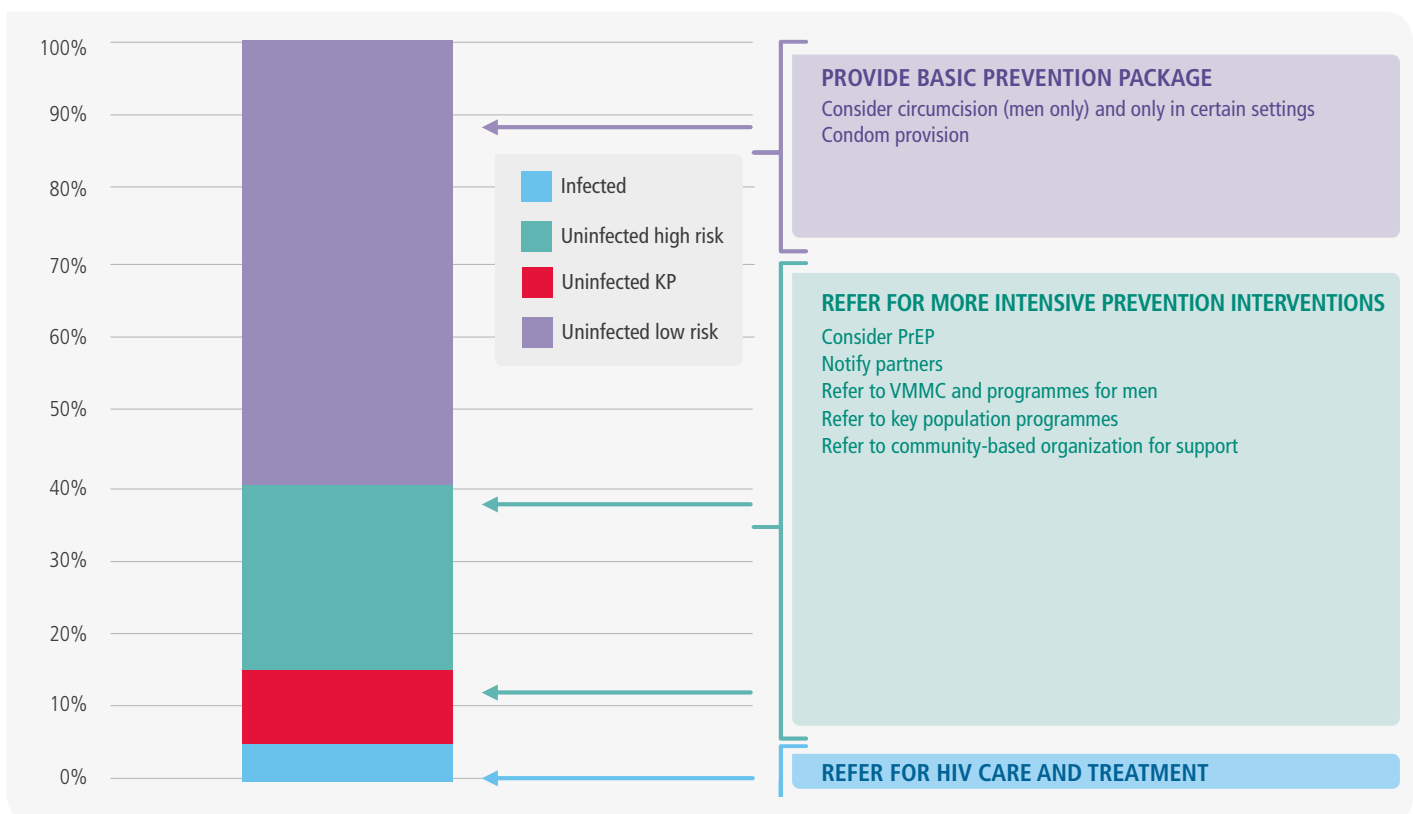 100%
90%
80%
70%
60%
50%
40%
30%
20%
10%
0%
Infected
Uninfected high risk
Uninfected KP
Uninfected low risk
PROVIDE BASIC PREVENTION PACKAGE
Consider circumcision (men only) and only in certain settings
Condom provision
REFER FOR MORE INTENSIVE PREVENTION INTERVENTIONS
Consider PrEP
Notify partners
Refer to VMMC and programmes for men
Refer to key population programmes
Refer to community-based organization for support
REFER FOR HIV CARE AND TREATMENT